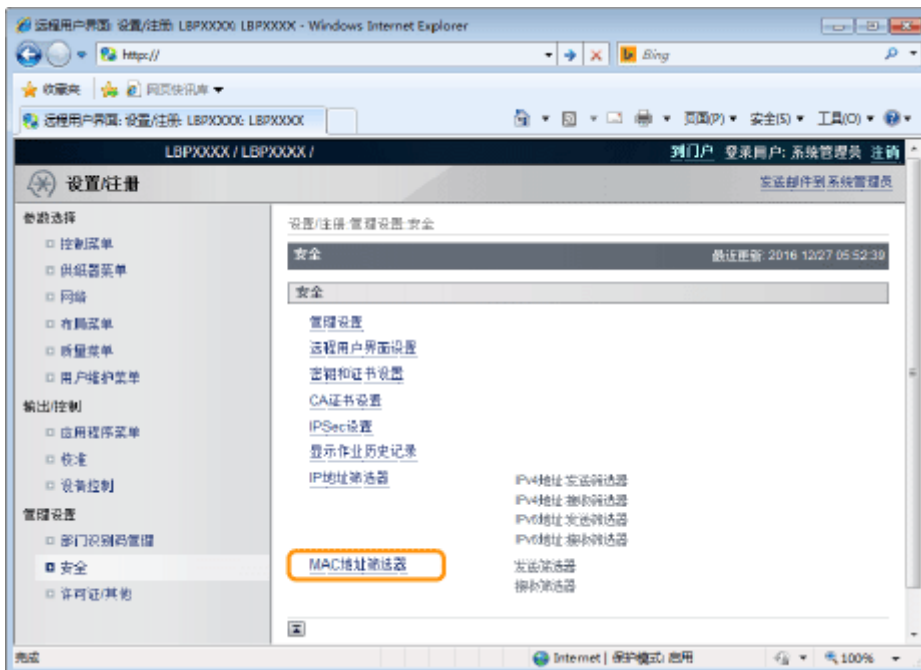 远程用户界面: 设置/注册: LBPXXXX: LBPXXXX - Windows Internet Explorer
http://
Bing
收藏夹
网页快讯库
远程用户界面: 设置/注册: LBPXXXX: LBPXXXX
页面(P) 安全(S) 工具(O)
LBPXXXX / LBPXXXX /
到门户 登录用户: 系统管理员 注销
设置/注册
发送邮件到系统管理员
参数选择
控制菜单
供纸器菜单
网络
布局菜单
质量菜单
用户维护菜单
输出/控制
应用程序菜单
校准
设备控制
管理设置
部门识别码管理
安全
许可证/其他
设置/注册:管理设置:安全
安全
最近更新: 2016 12/27 05:52:39
安全
管理设置
远程用户界面设置
密钥和证书设置
CA证书设置
IPSec设置
显示作业历史记录
IP地址筛选器
IPv4地址:发送筛选器
IPv4地址:接收筛选器
IPv6地址:发送筛选器
IPv6地址:接收筛选器
MAC地址筛选器
发送筛选器
接收筛选器
完成
Internet | 保护模式: 启用
100%